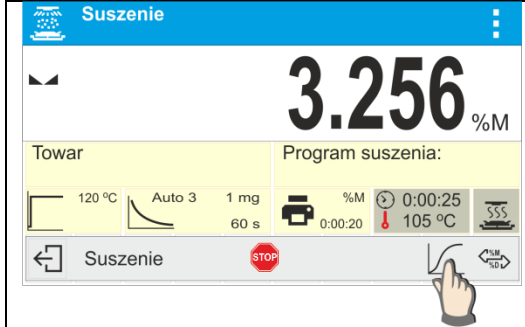 Suszenie
3.256 %M
Towar Program suszenia:
120 ºC Auto 3 1 mg %M 0:00:25
60 s 0:00:20 105 ºC
Suszenie STOP %M %D